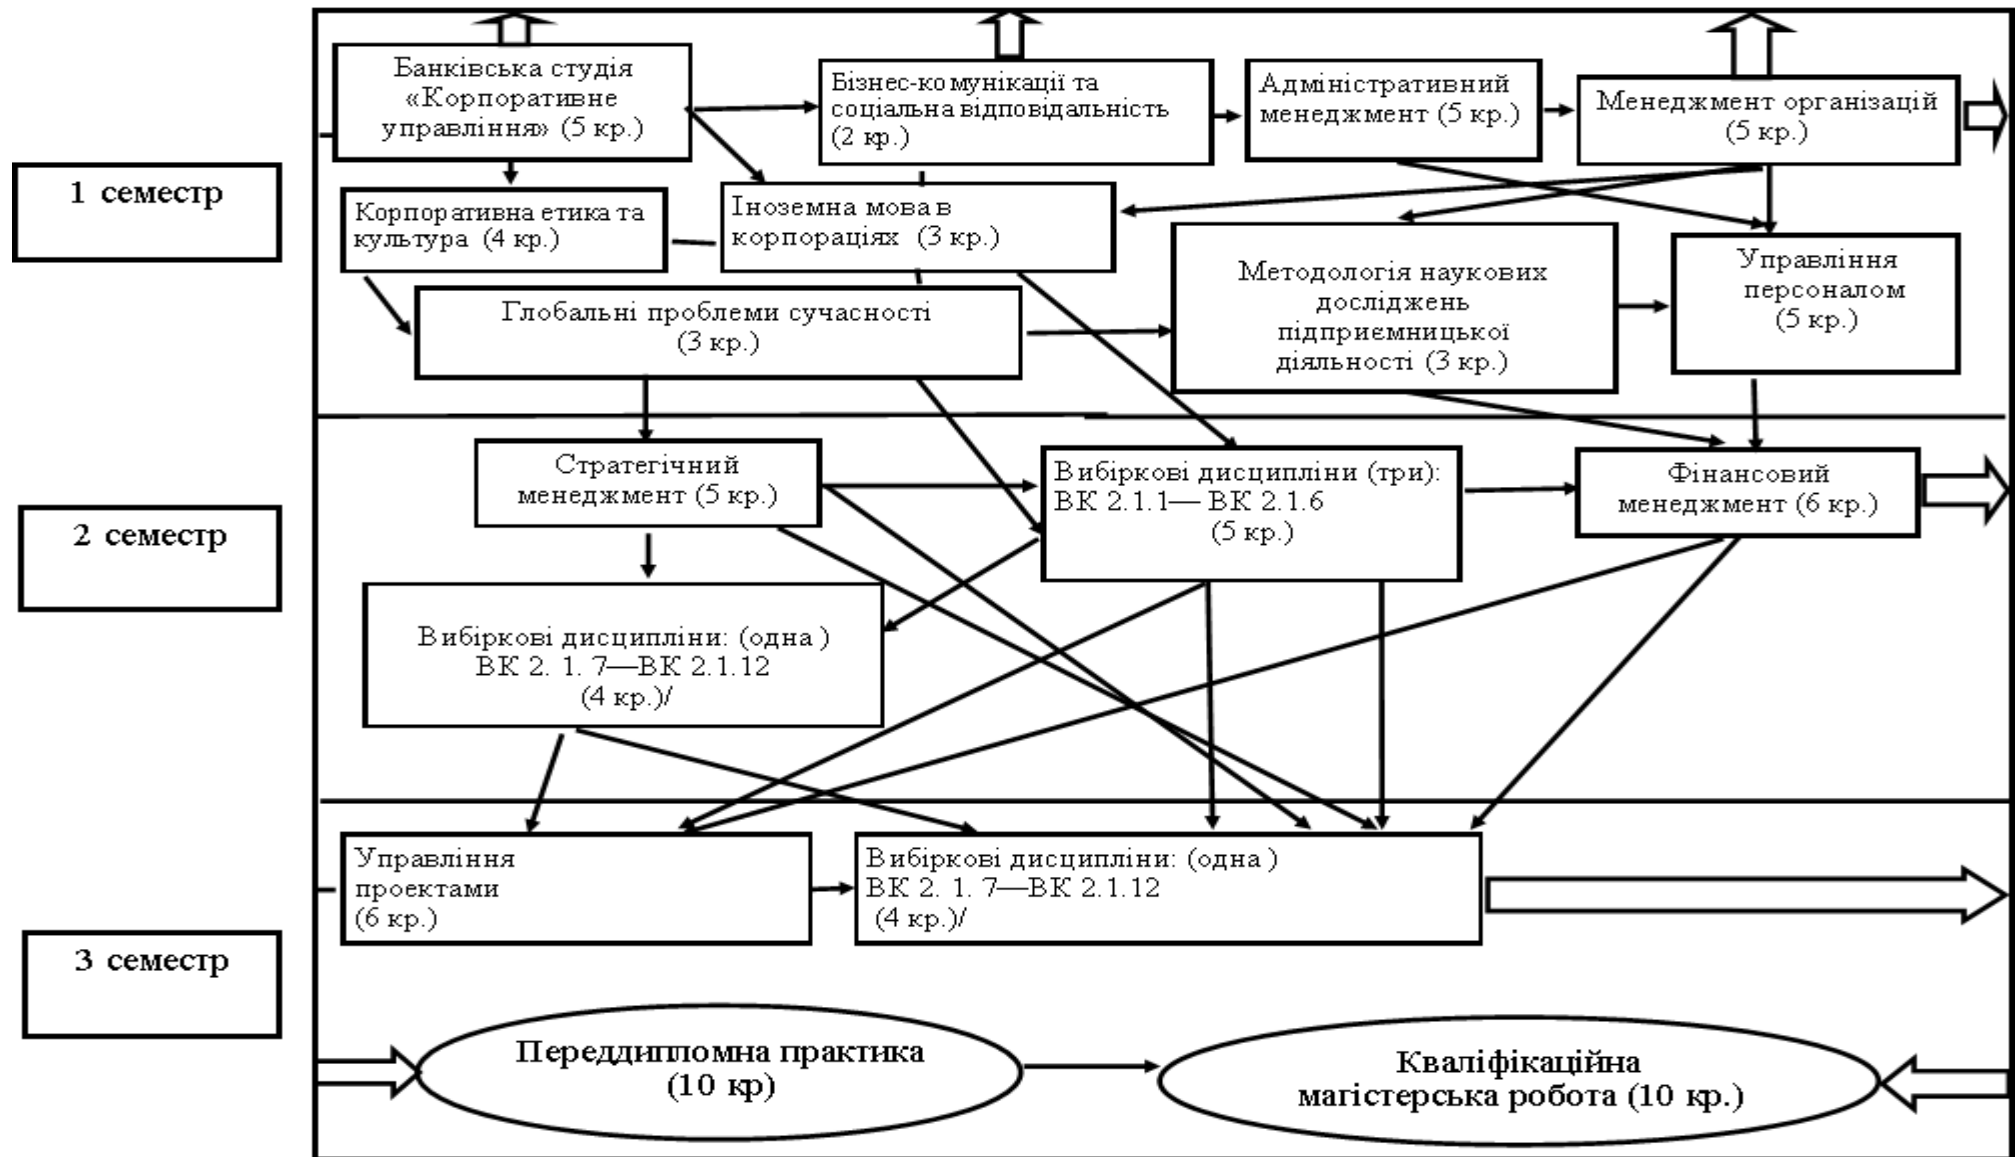 Банківська студія
«Корпоративне
управління» (5 кр.)
Бізнес-комунікації та
соціальна відповідальність
(2 кр.)
Адміністративний
менеджмент (5 кр.)
Менеджмент організацій
(5 кр.)
1 семестр
Корпоративна етика та
культура (4 кр.)
Іноземна мова в
корпораціях (3 кр.)
Методологія наукових
досліджень
підприємницької
діяльності (3 кр.)
Управління
персоналом
(5 кр.)
Глобальні проблеми сучасності
(3 кр.)
2 семестр
Стратегічний
менеджмент (5 кр.)
Вибіркові дисципліни (три):
ВК 2.1.1— ВК 2.1.6
(5 кр.)
Фінансовий
менеджмент (6 кр.)
Вибіркові дисципліни: (одна )
ВК 2. 1. 7—ВК 2.1.12
(4 кр.)/
3 семестр
Управління
проектами
(6 кр.)
Вибіркові дисципліни: (одна )
ВК 2. 1. 7—ВК 2.1.12
(4 кр.)/
Переддипломна практика
(10 кр)
Кваліфікаційна
магістерська робота (10 кр.)